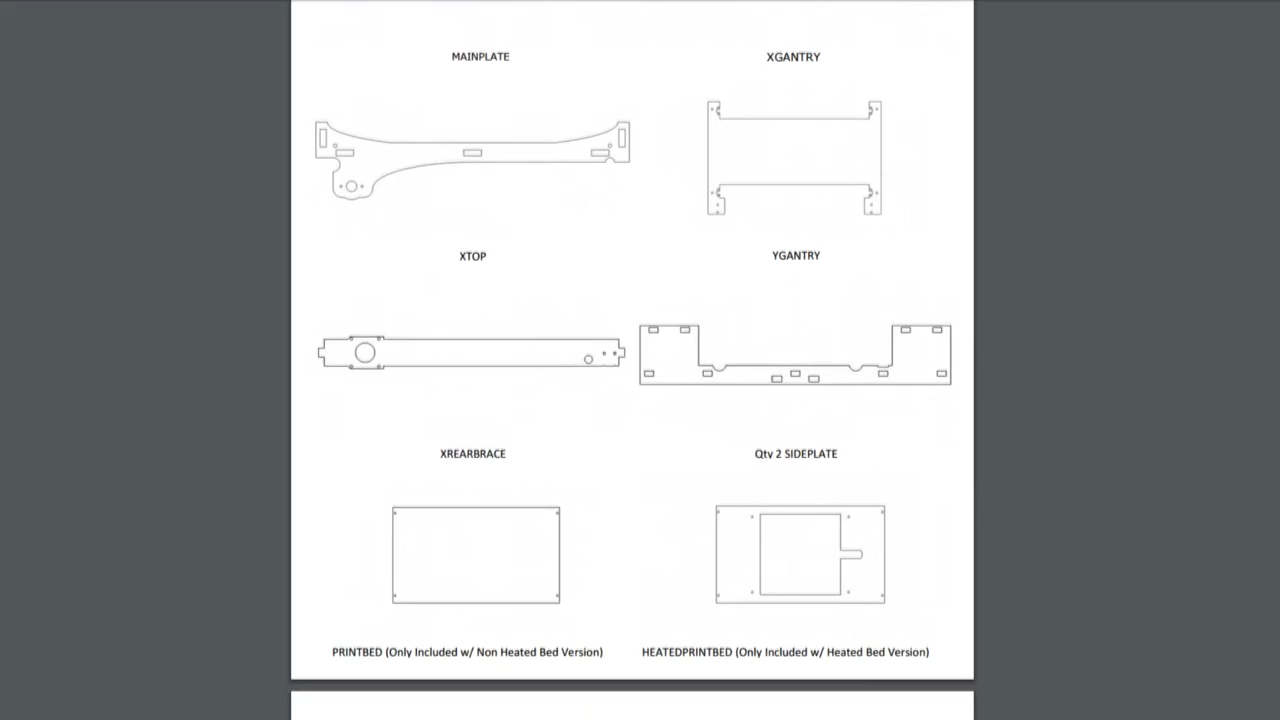 MAINPLATE
XGANTRY
XTOP
YGANTRY
XREARBRACE
Qty 2 SIDEPLATE
PRINTBED (Only Included w/ Non Heated Bed Version)
HEATEDPRINTBED (Only Included w/ Heated Bed Version)